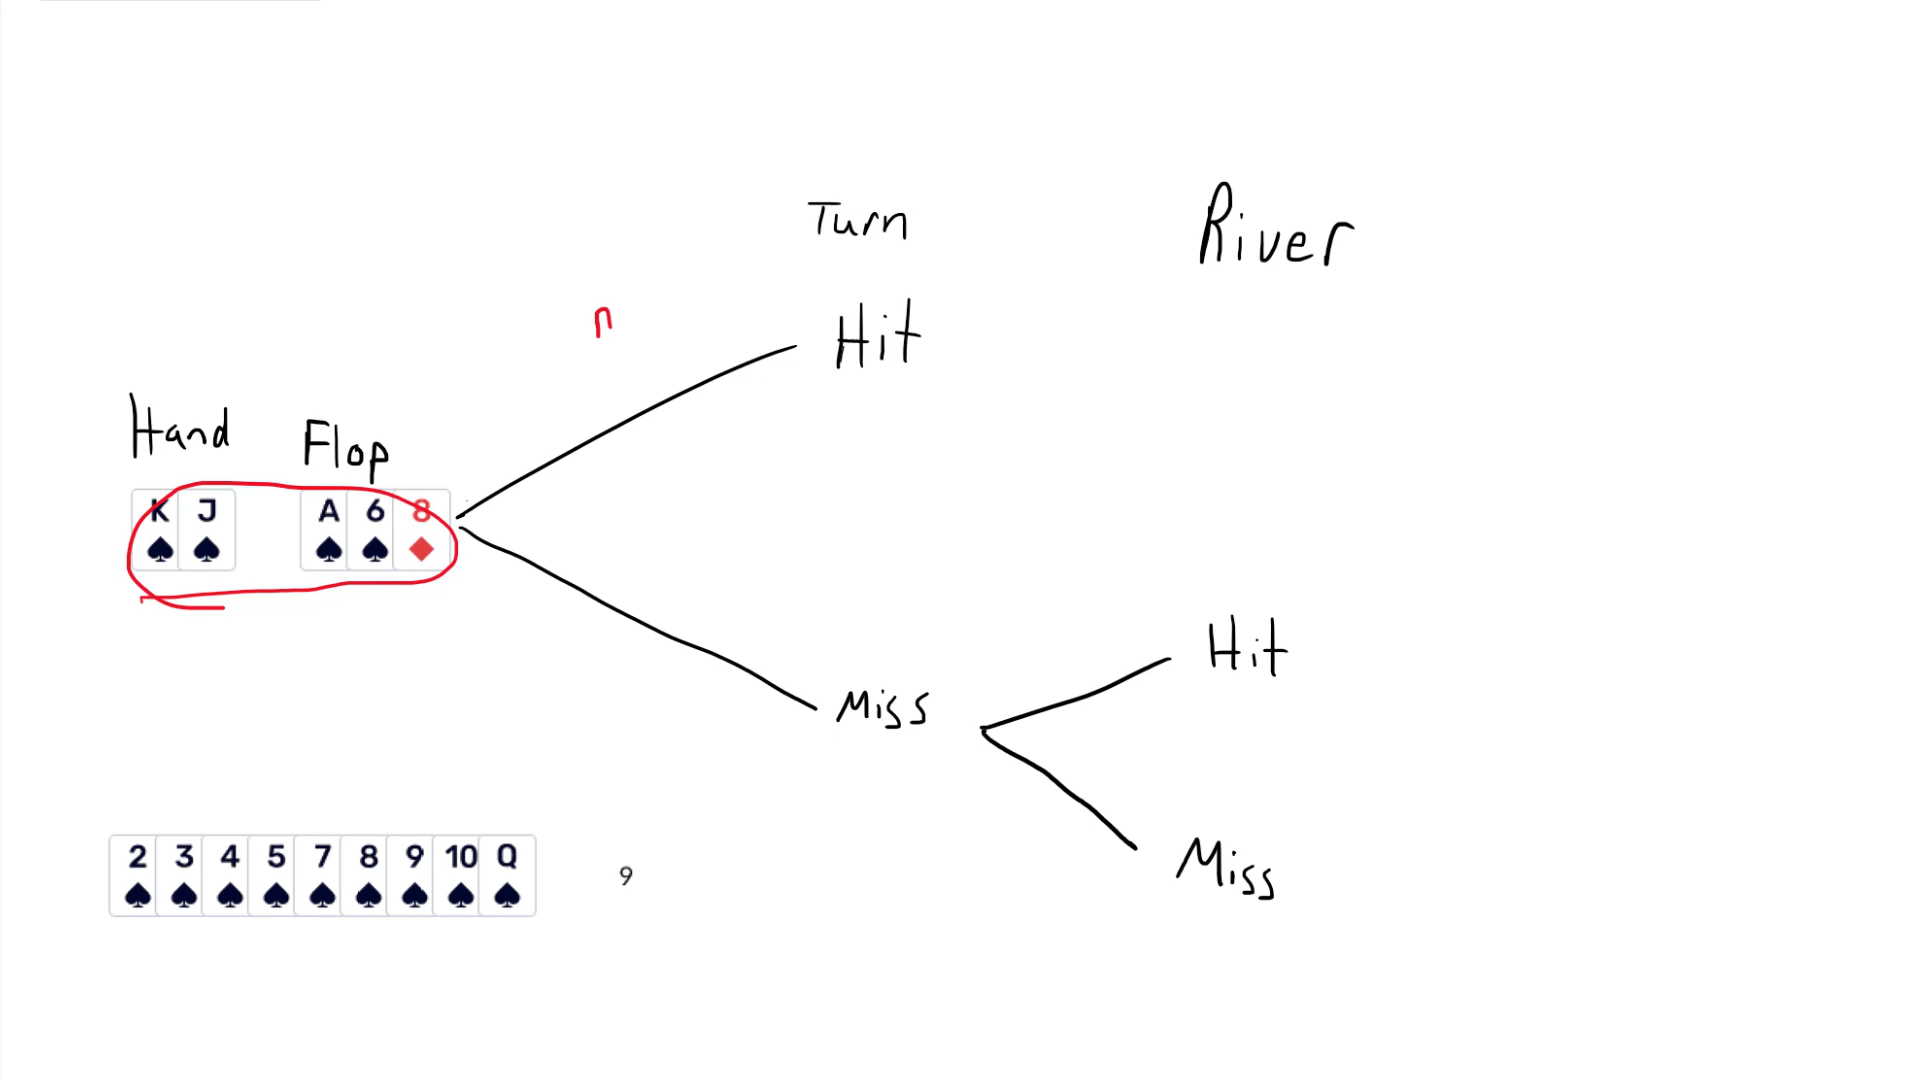 Turn
River
Hit
Hand
Flop
K J
A 6 8
Hit
Miss
Miss
2 3 4 5 7 8 9 10 Q
9